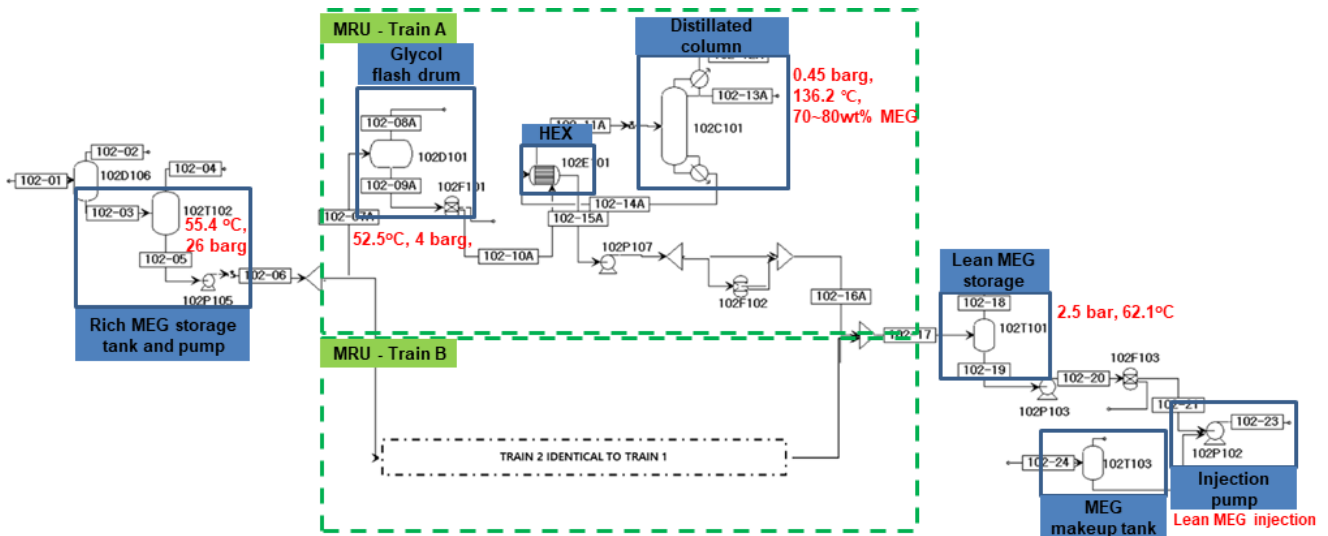 MRU - Train A
Glycol
flash drum
Distillated
column
0.45 barg,
136.2 ℃,
70~80wt% MEG
102-13A
102C101
102-08A
102D101
102-09A
102F101
HEX
102E101
102-14A
102-15A
102-10A
52.5°C, 4 barg,
102P107
102F102
102-16A
102-01
102-02
102D106
102-03
102-04
102T102
55.4 °C,
26 barg
102-05
102P105
102-06
Rich MEG storage
tank and pump
MRU - Train B
TRAIN 2 IDENTICAL TO TRAIN 1
102-17
Lean MEG
storage
102-18
102T101
2.5 bar, 62.1°C
102-19
102P103
102-20
102F103
102-21
102-23
102P102
102-24
102T103
MEG
makeup tank
Injection
pump
Lean MEG injection